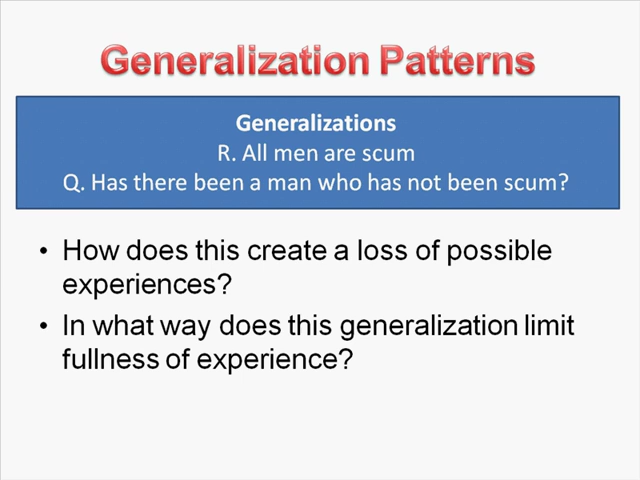 Generalization Patterns
Generalizations
R. All men are scum
Q. Has there been a man who has not been scum?
• How does this create a loss of possible
experiences?
• In what way does this generalization limit
fullness of experience?